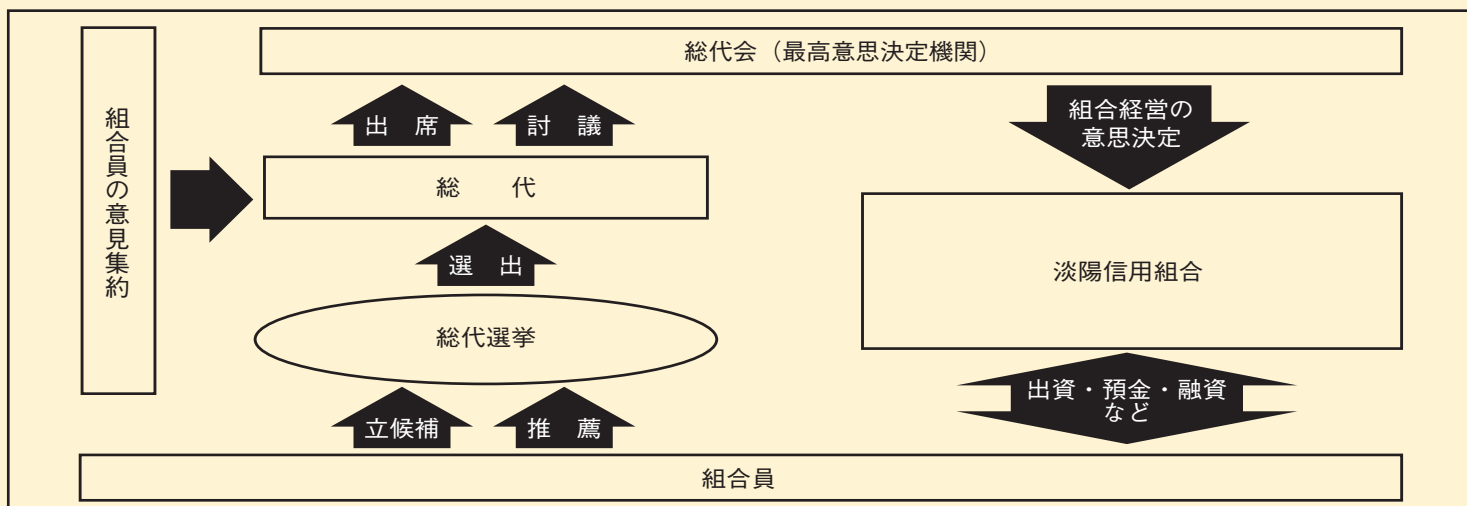 総代会（最高意思決定機関）
組合員の意見集約
出　席
討　議
組合経営の
意思決定
総　　代
選　出
淡陽信用組合
総代選挙
立候補
推　薦
出資・預金・融資
など
組合員